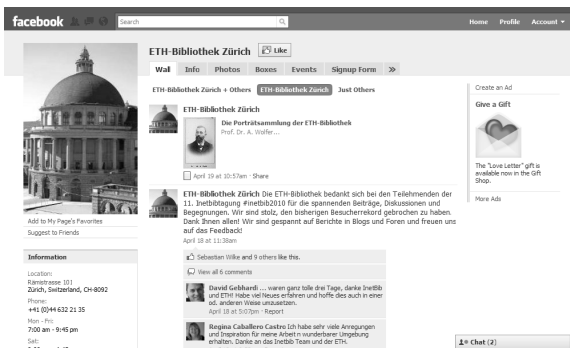 facebook
Search
Home Profile Account
ETH-Bibliothek Zürich Like
Wall Info Photos Boxes Events Signup Form »
ETH-Bibliothek Zürich + Others ETH-Bibliothek Zürich Just Others
ETH-Bibliothek Zürich
Die Porträtsammlung der ETH-Bibliothek
Prof. Dr. A. Wolfer...
April 19 at 10:57am · Share
ETH-Bibliothek Zürich Die ETH-Bibliothek bedankt sich bei den Teilehmenden der
11. Inetbibtagung #inetbib2010 für die spannenden Beiträge, Diskussionen und
Begegnungen. Wir sind stolz, den bisherigen Besucherrekord gebrochen zu haben.
Dank Ihnen allen! Wir sind gespannt auf Berichte in Blogs und Foren und freuen uns
auf das Feedback!
April 18 at 11:38am
Sebastian Wilke and 9 others like this.
View all 6 comments
David Gebhardi ... waren ganz tolle drei Tage, danke InetBib
und ETH! Habe viel Neues erfahren und hoffe dies auch in einer
od. anderen Weise umzusetzen.
April 18 at 5:07pm · Report
Regina Caballero Castro Ich habe sehr viele Anregungen
und Inspiration für meine Arbeit n wunderbarer Umgebung
erhalten. Danke an das Inetbib Team und der ETH.
Add to My Page's Favorites
Suggest to Friends
Information
Location:
Rämistrasse 101
Zürich, Switzerland, CH-8092
Phone:
+41 (0)44 632 21 35
Mon - Fri:
7:00 am - 9:45 pm
Sat:
Create an Ad
Give a Gift
The "Love Letter" gift is
available now in the Gift
Shop.
More Ads
Chat (2)